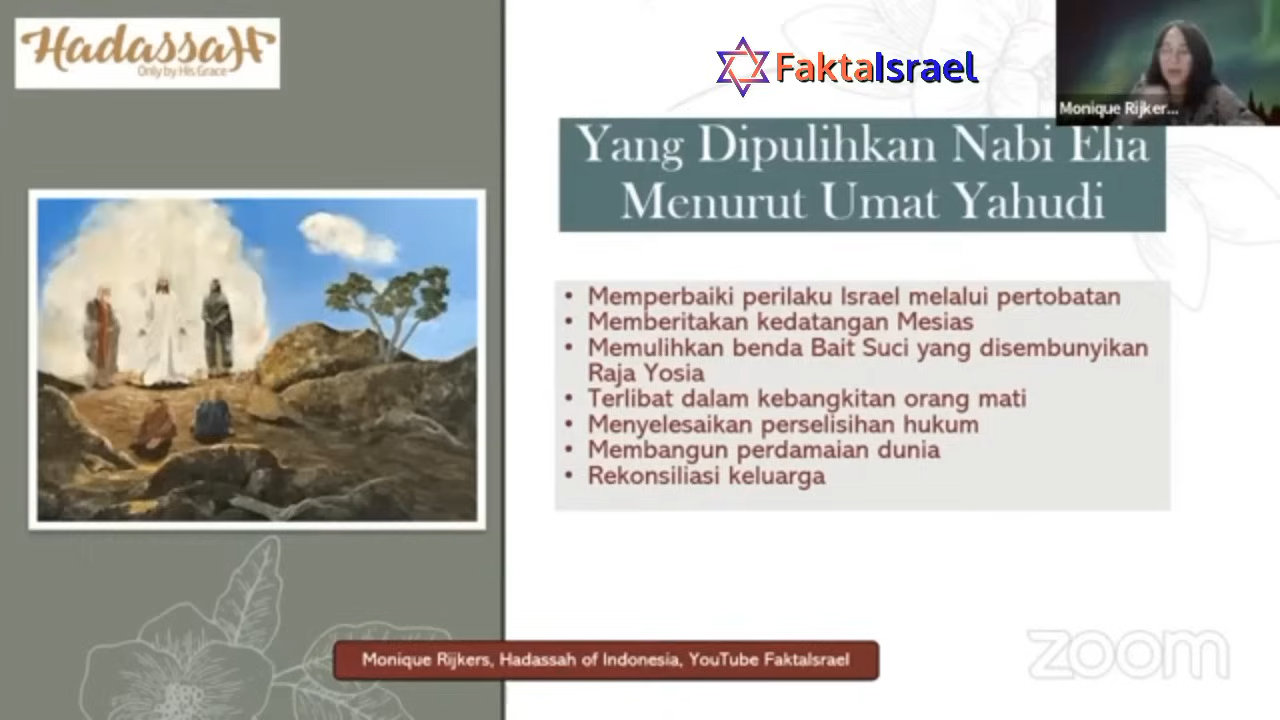 Hadassah
Only by His Grace
FaktaIsrael
Monique Rijker...
Yang Dipulihkan Nabi Elia
Menurut Umat Yahudi
• Memperbaiki perilaku Israel melalui pertobatan
• Memberitakan kedatangan Mesias
• Memulihkan benda Bait Suci yang disembunyikan
Raja Yosia
• Terlibat dalam kebangkitan orang mati
• Menyelesaikan perselisihan hukum
• Membangun perdamaian dunia
• Rekonsiliasi keluarga
Monique Rijkers, Hadassah of Indonesia, YouTube FaktaIsrael
zoom